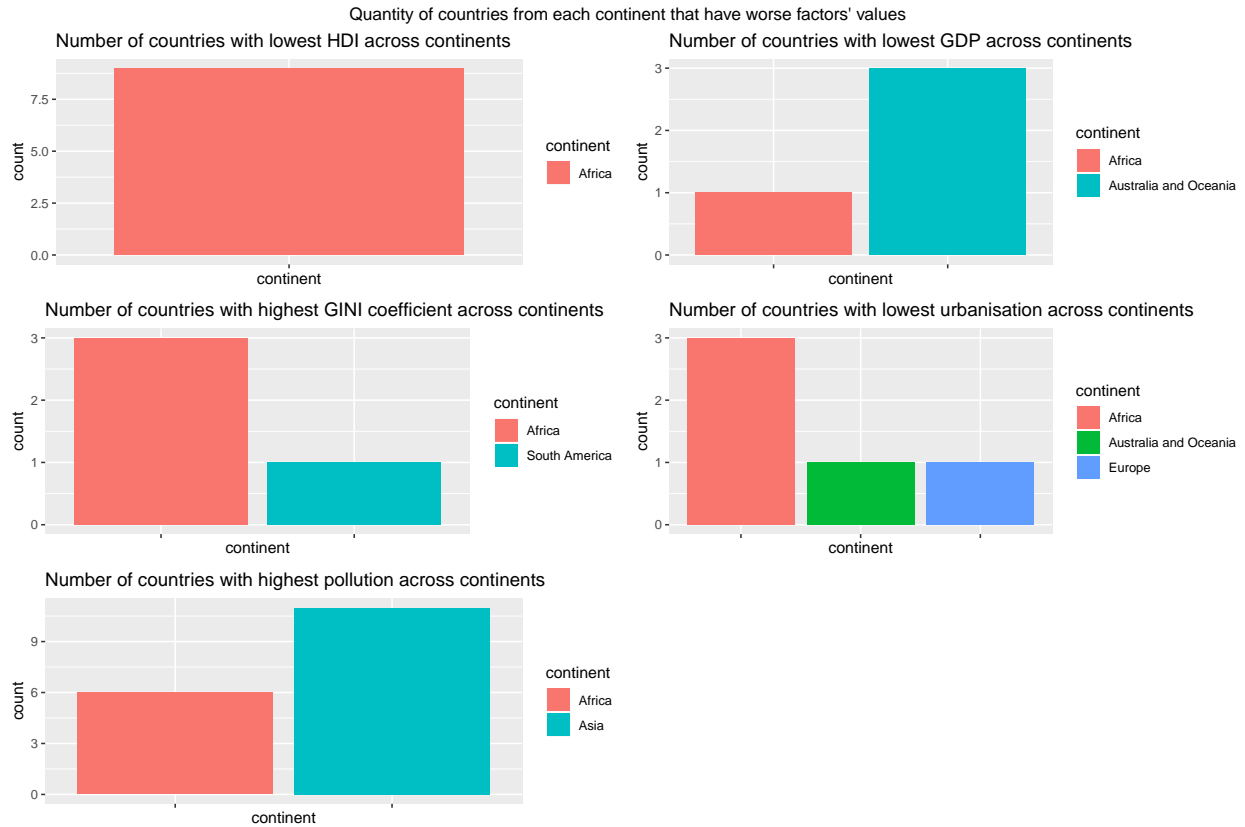 Quantity of countries from each continent that have worse factors' values
Number of countries with lowest HDI across continents
7.5
5.0
2.5
0.0
count
continent
continent
Africa
Number of countries with lowest GDP across continents
3
2
1
0
count
continent
continent
Africa
Australia and Oceania
Number of countries with highest GINI coefficient across continents
3
2
1
0
count
continent
continent
Africa
South America
Number of countries with lowest urbanisation across continents
3
2
1
0
count
continent
continent
Africa
Australia and Oceania
Europe
Number of countries with highest pollution across continents
9
6
3
0
count
continent
continent
Africa
Asia